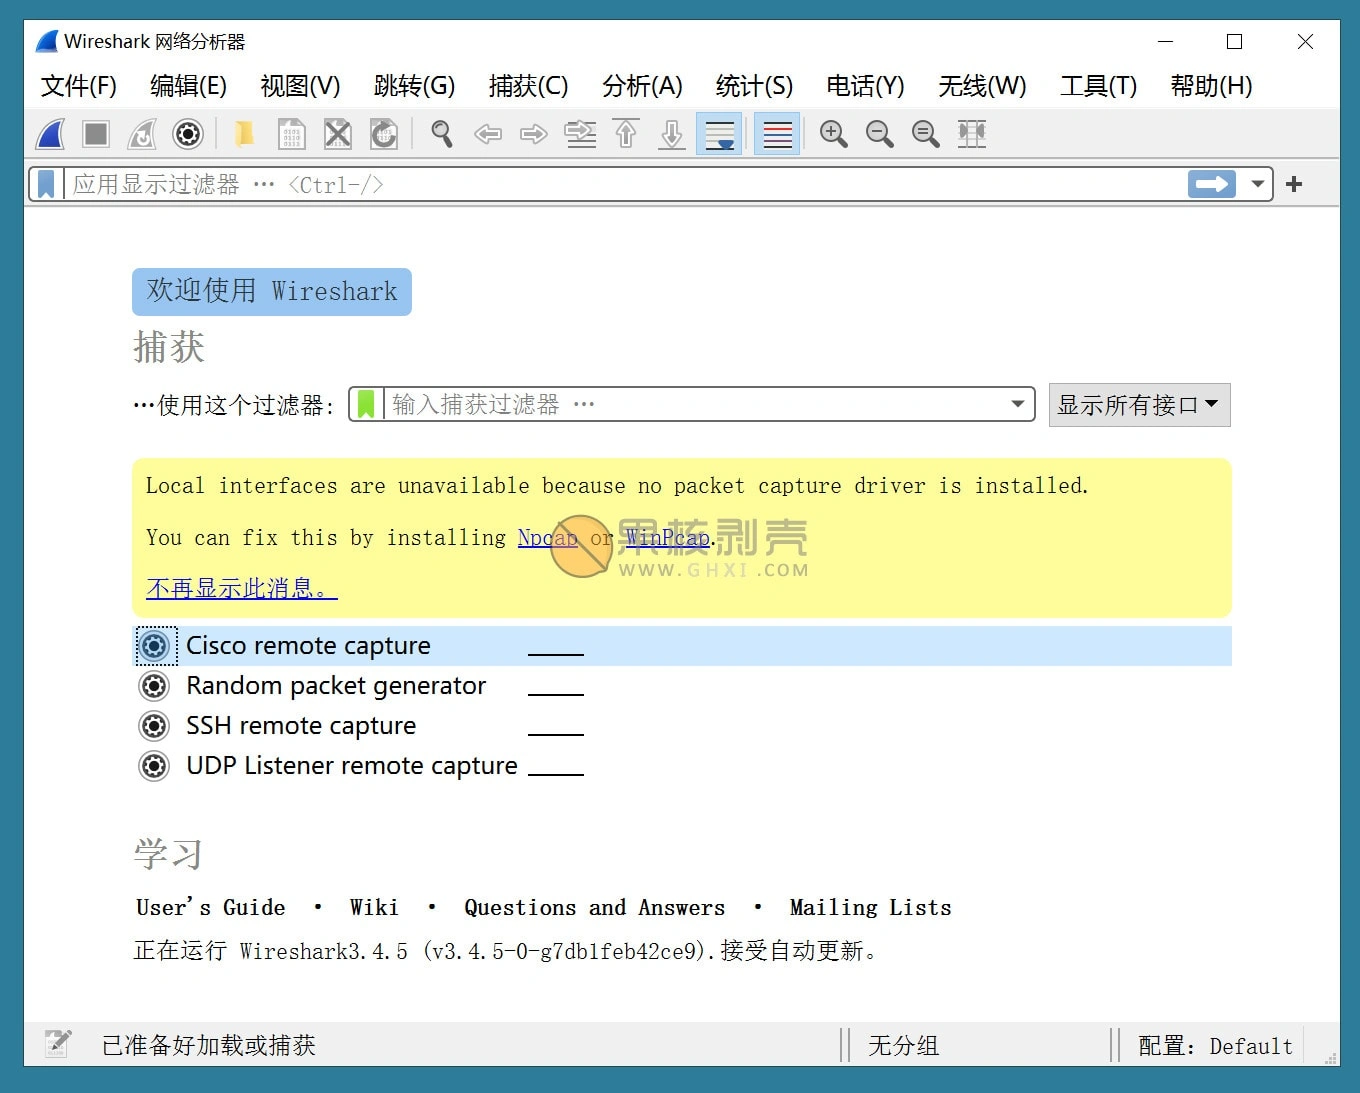 Wireshark 网络分析器
文件(F) 编辑(E) 视图(V) 跳转(G) 捕获(C) 分析(A) 统计(S) 电话(Y) 无线(W) 工具(T) 帮助(H)
应用显示过滤器 … <Ctrl-/>
欢迎使用 Wireshark
捕获
…使用这个过滤器: 输入捕获过滤器 … 显示所有接口
Local interfaces are unavailable because no packet capture driver is installed.
You can fix this by installing Npcap or WinPcap.
果核剥壳
WWW.GHXI.COM
不再显示此消息。
Cisco remote capture
Random packet generator
SSH remote capture
UDP Listener remote capture
学习
User's Guide · Wiki · Questions and Answers · Mailing Lists
正在运行 Wireshark3.4.5 (v3.4.5-0-g7db1feb42ce9).接受自动更新。
已准备好加载或捕获 无分组 配置: Default